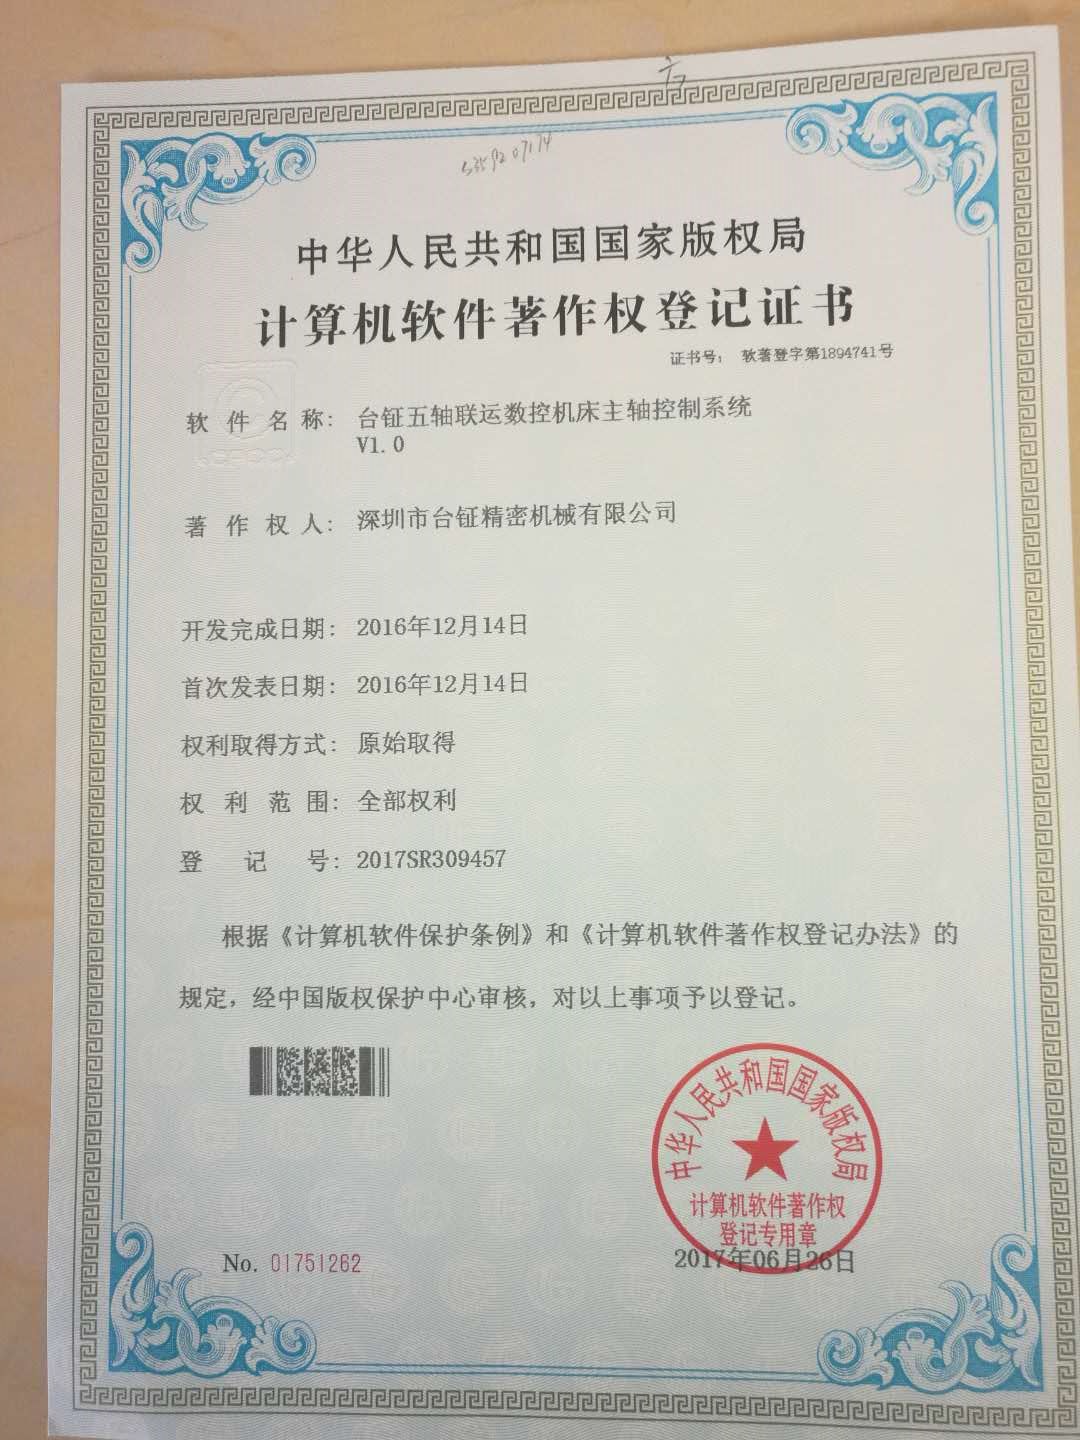 中华人民共和国国家版权局
计算机软件著作权登记证书
证书号： 软著登字第1894741号
软件名称： 台钲五轴联运数控机床主轴控制系统
V1.0
著作权人： 深圳市台钲精密机械有限公司
开发完成日期： 2016年12月14日
首次发表日期： 2016年12月14日
权利取得方式： 原始取得
权利范围： 全部权利
登记号： 2017SR309457
根据《计算机软件保护条例》和《计算机软件著作权登记办法》的
规定，经中国版权保护中心审核，对以上事项予以登记。
中华人民共和国国家版权局
计算机软件著作权
登记专用章
No. 01751262
2017年06月26日